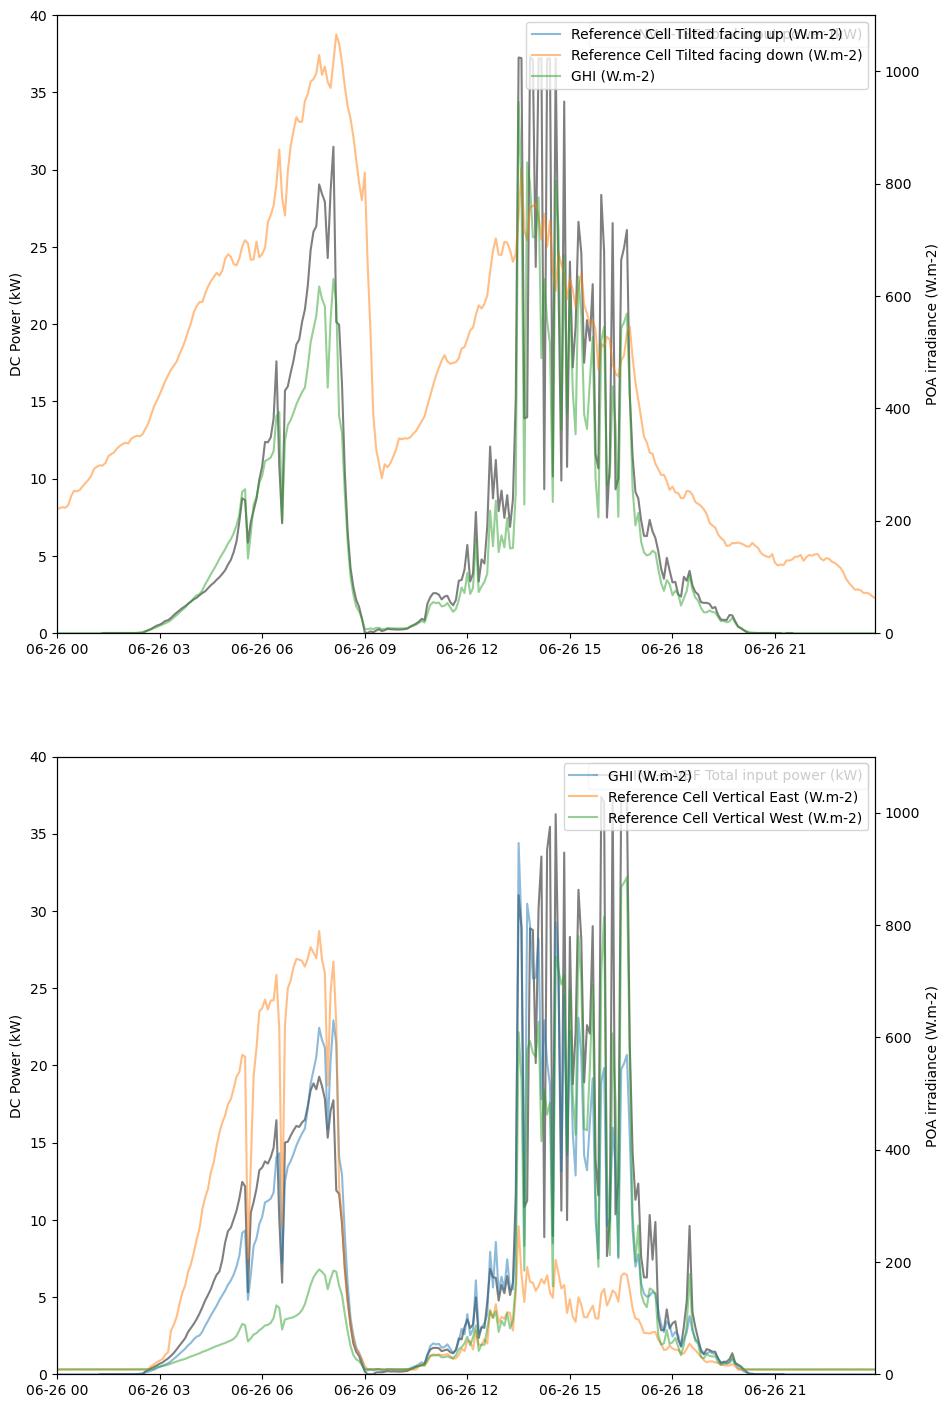 40
35
30
25
20
15
10
5
0
DC Power (kW)
Reference Cell Tilted facing up (W.m-2)
Reference Cell Tilted facing down (W.m-2)
GHI (W.m-2)
1000
800
600
400
200
0
POA irradiance (W.m-2)
06-26 00 06-26 03 06-26 06 06-26 09 06-26 12 06-26 15 06-26 18 06-26 21
40
35
30
25
20
15
10
5
0
DC Power (kW)
Total input power (kW)
GHI (W.m-2)
Reference Cell Vertical East (W.m-2)
Reference Cell Vertical West (W.m-2)
1000
800
600
400
200
0
POA irradiance (W.m-2)
06-26 00 06-26 03 06-26 06 06-26 09 06-26 12 06-26 15 06-26 18 06-26 21